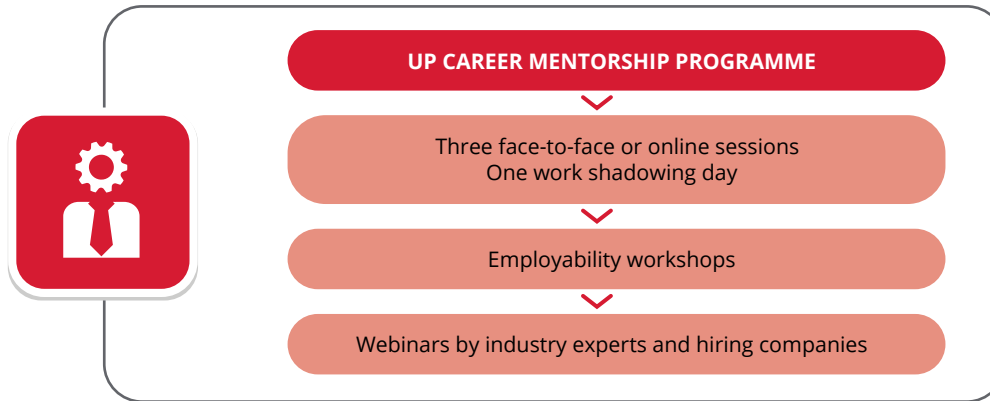 UP CAREER MENTORSHIP PROGRAMME
Three face-to-face or online sessions
One work shadowing day
Employability workshops
Webinars by industry experts and hiring companies